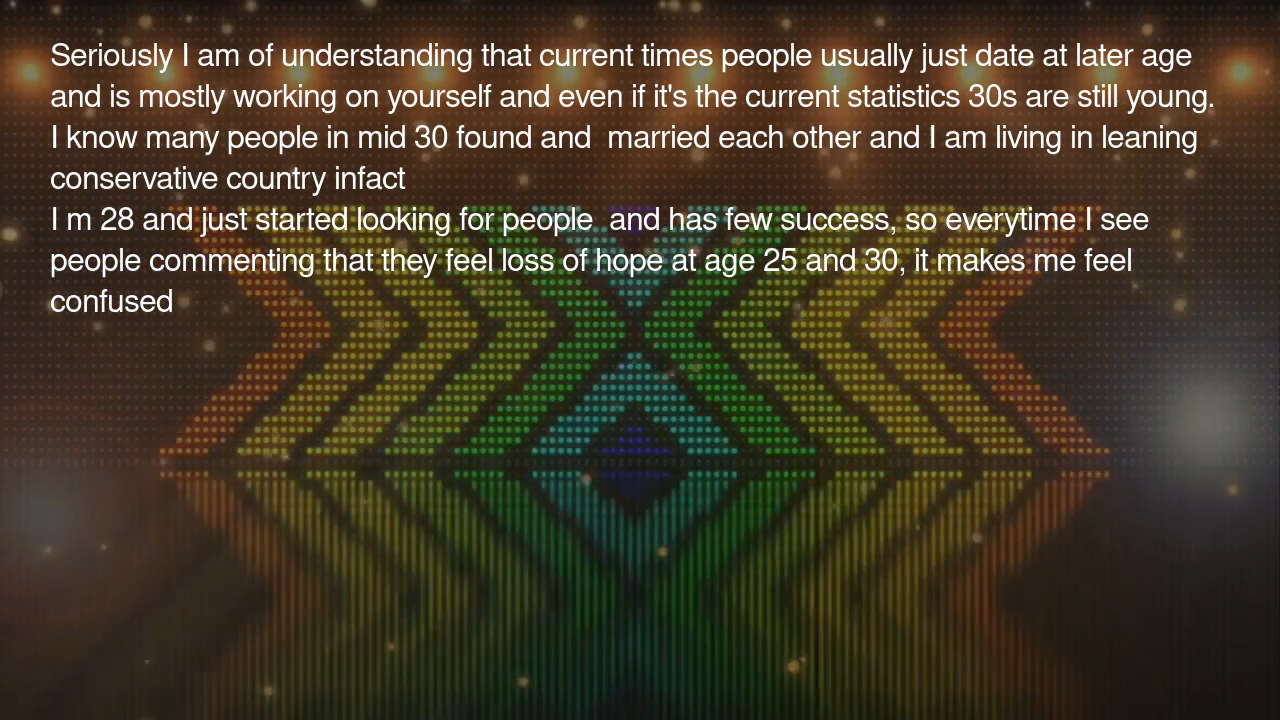 Seriously I am of understanding that current times people usually just date at later age
and is mostly working on yourself and even if it's the current statistics 30s are still young.
I know many people in mid 30 found and  married each other and I am living in leaning
conservative country infact
I m 28 and just started looking for people  and has few success, so everytime I see
people commenting that they feel loss of hope at age 25 and 30, it makes me feel
confused